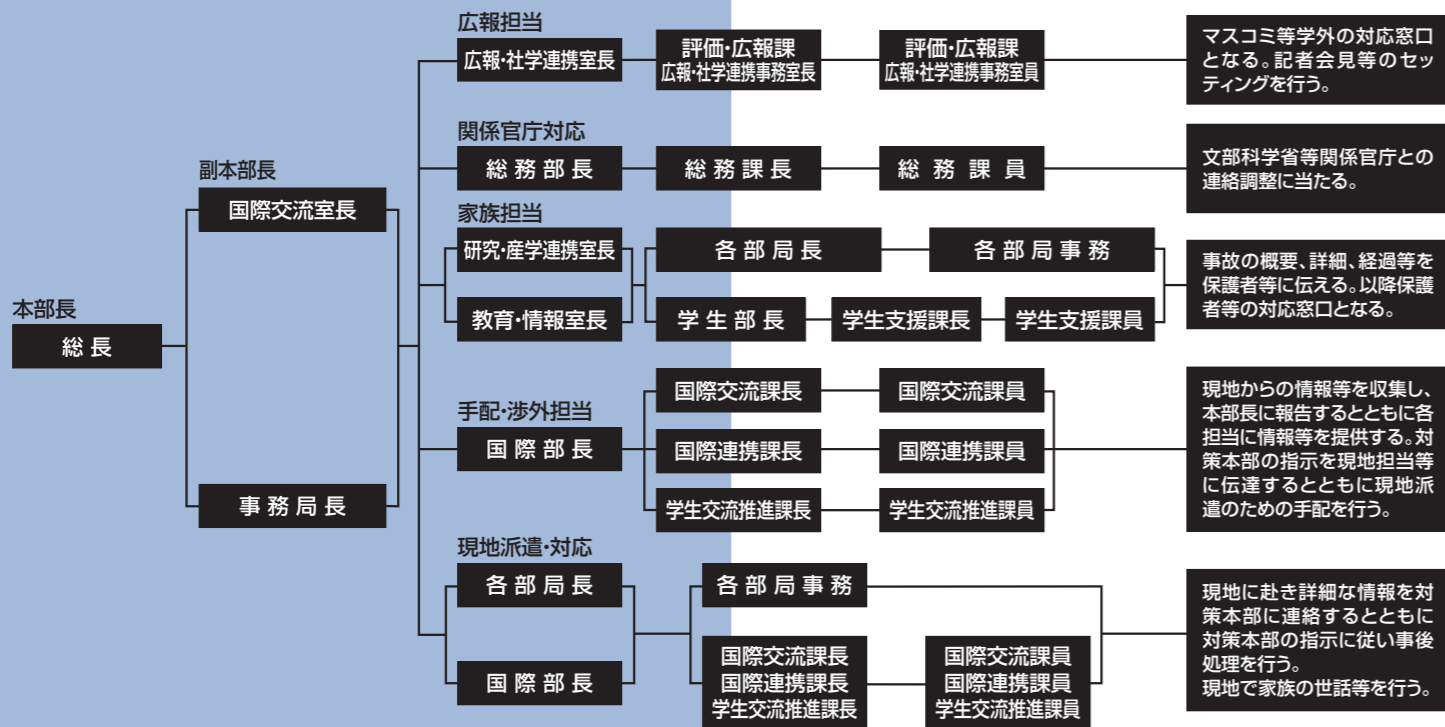 本部長
総長
副本部長
国際交流室長
事務局長
広報担当
広報・社学連携室長
評価・広報課
広報・社学連携事務室長
評価・広報課
広報・社学連携事務室員
マスコミ等学外の対応窓口
となる。記者会見等のセッ
ティングを行う。
関係官庁対応
総務部長
総務課長
総務課員
文部科学省等関係官庁との
連絡調整に当たる。
家族担当
研究・産学連携室長
教育・情報室長
各部局長
各部局事務
学生部長
学生支援課長
学生支援課員
事故の概要、詳細、経過等を
保護者等に伝える。以降保護
者等の対応窓口となる。
手配・渉外担当
国際部長
国際交流課長
国際交流課員
国際連携課長
国際連携課員
学生交流推進課長
学生交流推進課員
現地からの情報等を収集し、
本部長に報告するとともに各
担当に情報等を提供する。対
策本部の指示を現地担当等
に伝達するとともに現地派
遣のための手配を行う。
現地派遣・対応
各部局長
国際部長
各部局事務
国際交流課長
国際連携課長
学生交流推進課長
国際交流課員
国際連携課員
学生交流推進課員
現地に赴き詳細な情報を対
策本部に連絡するとともに
対策本部の指示に従い事後
処理を行う。
現地で家族の世話等を行う。